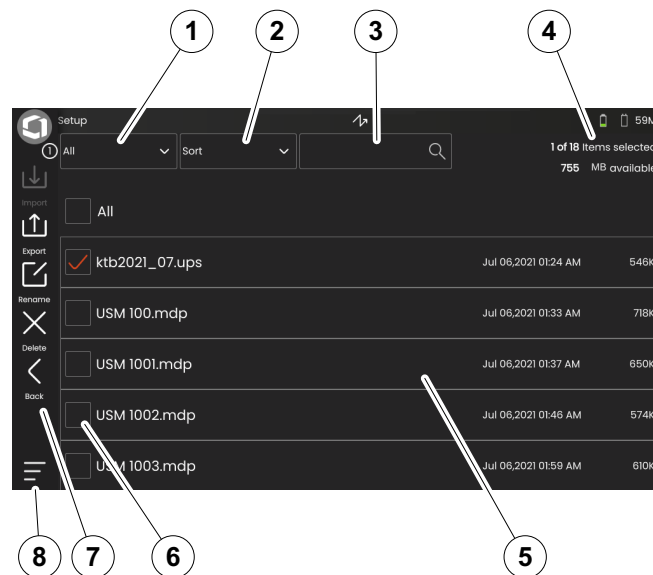 1 2 3 4
Setup 59M
1 All Sort 1 of 18 Items selected
755 MB available
Import
All
Export
ktb2021_07.ups Jul 06,2021 01:24 AM 546K
Rename
USM 100.mdp Jul 06,2021 01:33 AM 718K
Delete
USM 1001.mdp Jul 06,2021 01:37 AM 650K
Back
USM 1002.mdp Jul 06,2021 01:46 AM 574K
USM 1003.mdp Jul 06,2021 01:59 AM 610K
8 7 6 5